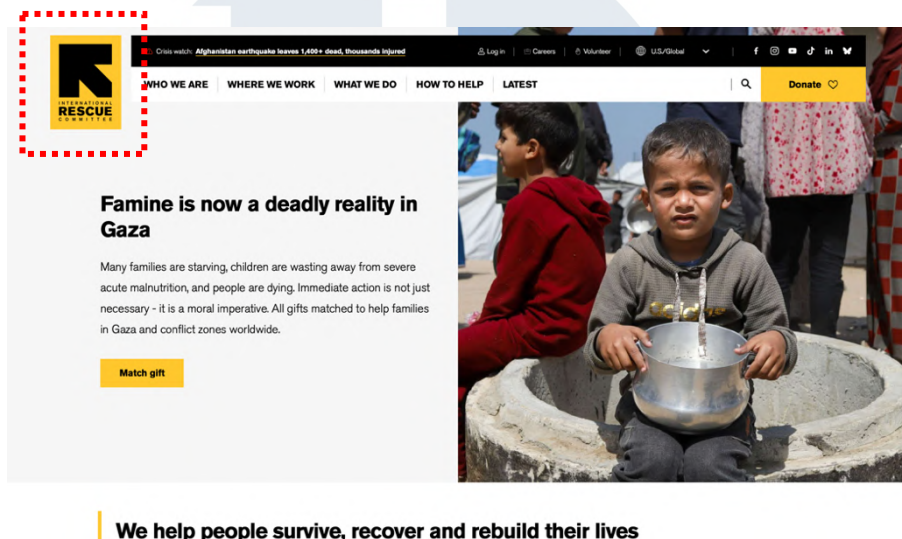 Crisis watch: Afghanistan earthquake leaves 1,400+ dead, thousands injured
Log in
Careers
Volunteer
U.S./Global
WHO WE ARE
WHERE WE WORK
WHAT WE DO
HOW TO HELP
LATEST
Donate
INTERNATIONAL
RESCUE
COMMITTEE
Famine is now a deadly reality in
Gaza
Many families are starving, children are wasting away from severe
acute malnutrition, and people are dying. Immediate action is not just
necessary - it is a moral imperative. All gifts matched to help families
in Gaza and conflict zones worldwide.
Match gift
We help people survive, recover and rebuild their lives